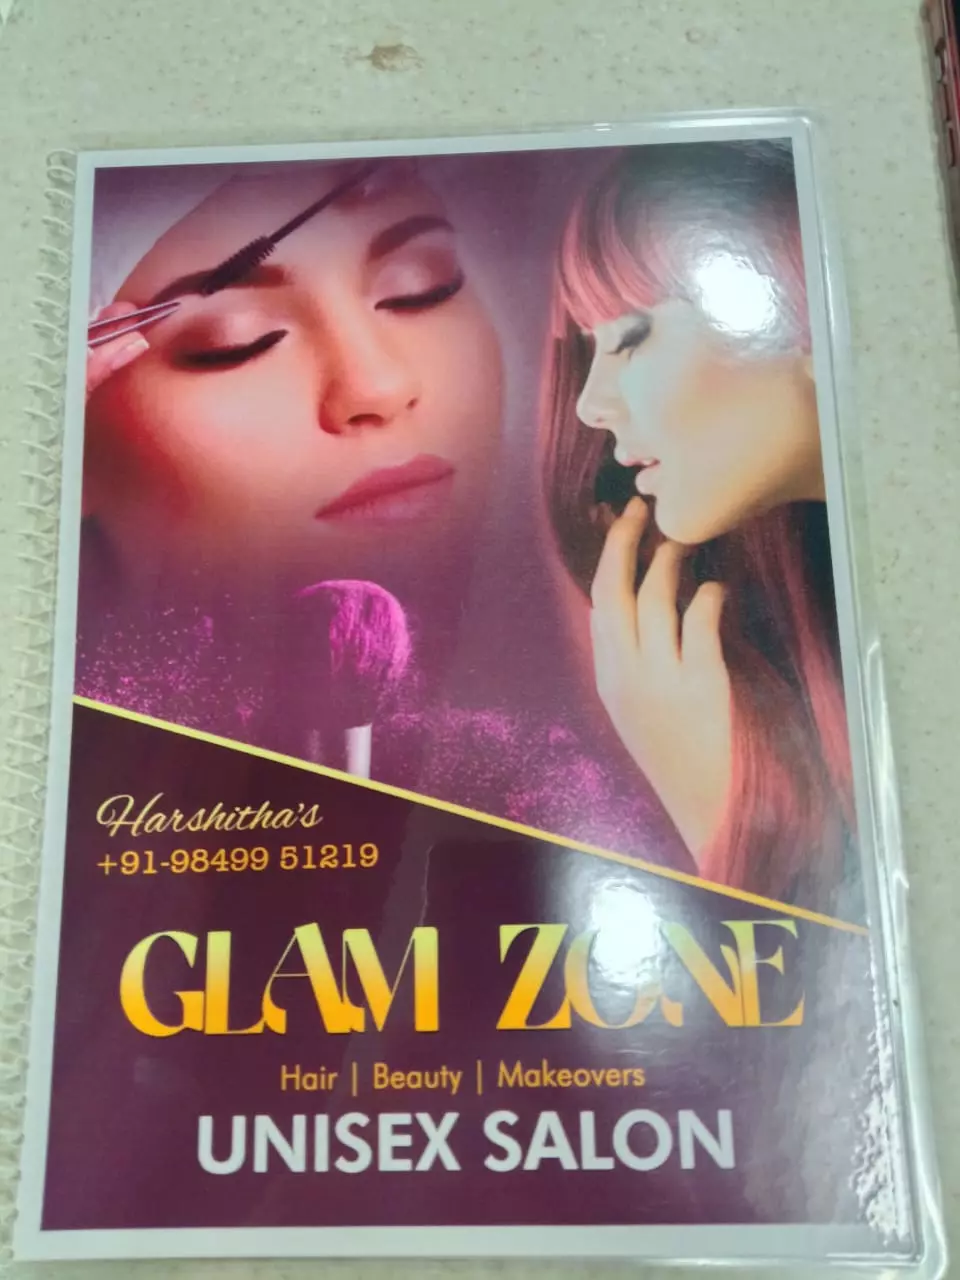 Harshitha's
+91-98499 51219
GLAM ZONE
Hair | Beauty | Makeovers
UNISEX SALON